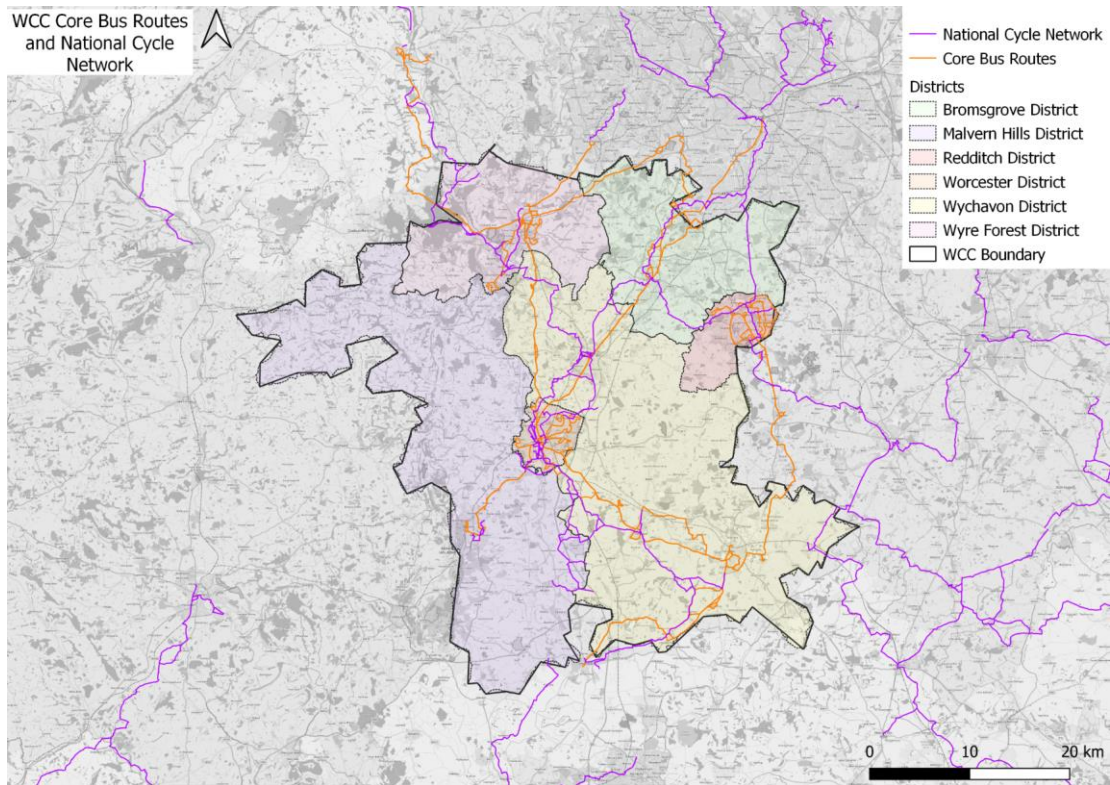 WCC Core Bus Routes
and National Cycle
Network
National Cycle Network
Core Bus Routes
Districts
Bromsgrove District
Malvern Hills District
Redditch District
Worcester District
Wychavon District
Wyre Forest District
WCC Boundary
0 10 20 km